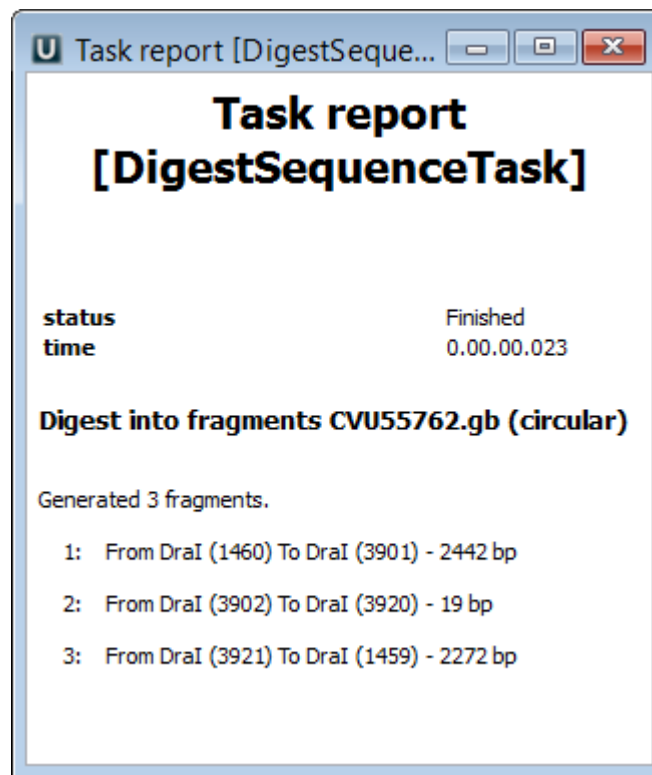 U Task report [DigestSeque...
Task report
[DigestSequenceTask]
status Finished
time 0.00.00.023
Digest into fragments CVU55762.gb (circular)
Generated 3 fragments.
1: From DraI (1460) To DraI (3901) - 2442 bp
2: From DraI (3902) To DraI (3920) - 19 bp
3: From DraI (3921) To DraI (1459) - 2272 bp